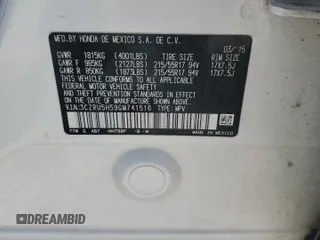 MFD.BY HONDA DE MEXICO S.A. DE C.V.
03/15
GVWR 1815KG (4001LBS) TIRE SIZE RIM SIZE
GAWR F 965KG (2127LBS) 215/55R17 94V 17X7.5J
GAWR R 850KG (1873LBS) 215/55R17 94V 17X7.5J
THIS VEHICLE CONFORMS TO ALL APPLICABLE
FEDERAL MOTOR VEHICLE SAFETY AND THEFT
PREVENTION STANDARDS IN EFFECT ON THE DATE
OF MANUFACTURE SHOWN ABOVE.
V.I.N:3CZRU5H59GM741516 TYPE: MPV
DREAMBID